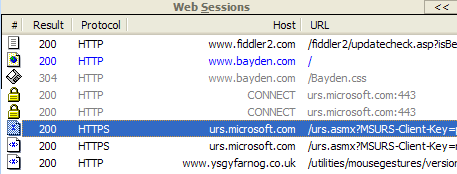 Web Sessions <<
# Result Protocol Host URL
200 HTTP www.fiddler2.com /fiddler2/updatecheck.asp?isBe
200 HTTP www.bayden.com /
304 HTTP www.bayden.com /Bayden.css
200 HTTP CONNECT urs.microsoft.com:443
200 HTTP CONNECT urs.microsoft.com:443
200 HTTPS urs.microsoft.com /urs.asmx?MSURS-Client-Key=
200 HTTPS urs.microsoft.com /urs.asmx?MSURS-Client-Key=
200 HTTP www.ysgyfarnog.co.uk /utilities/mousegestures/version